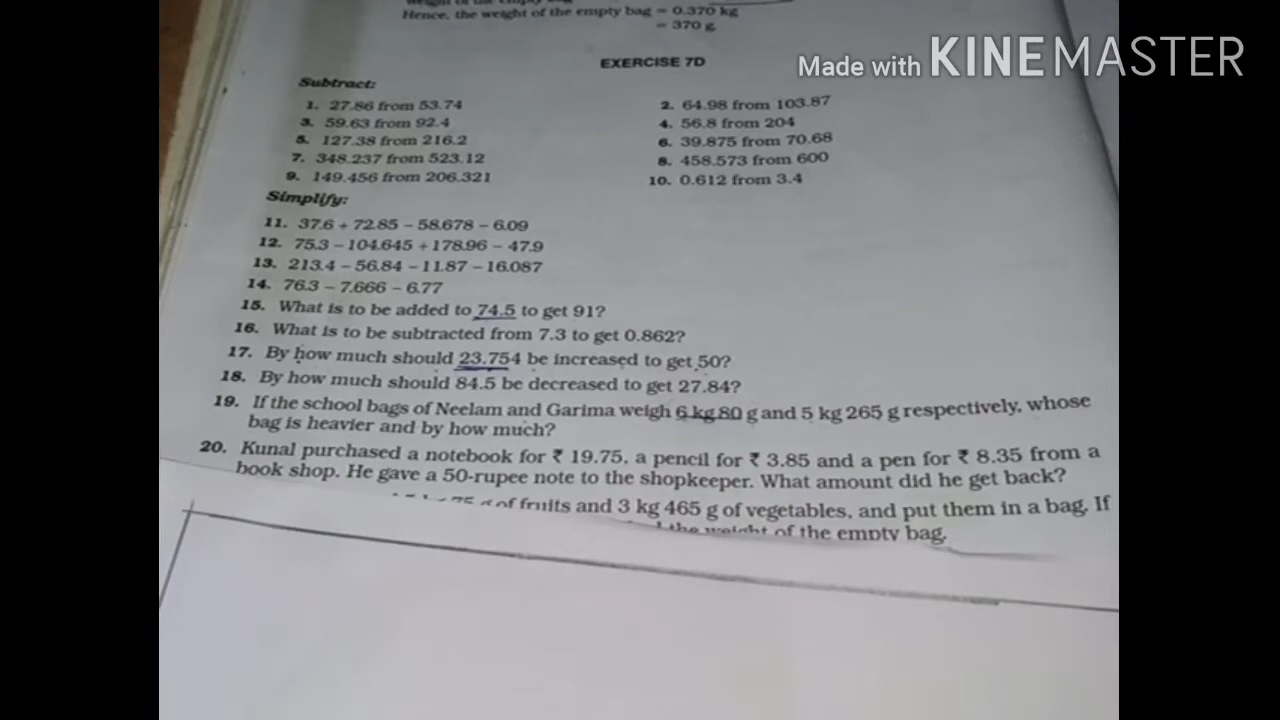 Hence, the weight of the empty bag = 0.370 kg
= 370 g
Made with KINEMASTER
EXERCISE 7D
Subtract:
1. 27.86 from 53.74
2. 64.98 from 103.87
3. 59.63 from 92.4
4. 56.8 from 204
5. 127.38 from 216.2
6. 39.875 from 70.68
7. 348.237 from 523.12
8. 458.573 from 600
9. 149.456 from 206.321
10. 0.612 from 3.4
Simplify:
11. 37.6 + 72.85 – 58.678 – 6.09
12. 75.3 – 104.645 + 178.96 – 47.9
13. 213.4 – 56.84 – 11.87 – 16.087
14. 76.3 – 7.666 – 6.77
15. What is to be added to 74.5 to get 91?
16. What is to be subtracted from 7.3 to get 0.862?
17. By how much should 23.754 be increased to get 50?
18. By how much should 84.5 be decreased to get 27.84?
19. If the school bags of Neelam and Garima weigh 6 kg 80 g and 5 kg 265 g respectively, whose
bag is heavier and by how much?
20. Kunal purchased a notebook for ₹ 19.75, a pencil for ₹ 3.85 and a pen for ₹ 8.35 from a
book shop. He gave a 50-rupee note to the shopkeeper. What amount did he get back?
of fruits and 3 kg 465 g of vegetables, and put them in a bag. If
the weight of the empty bag.